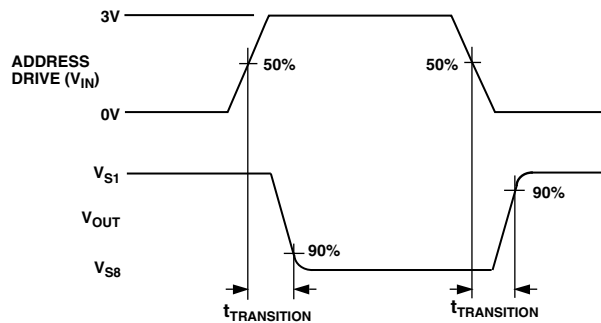 3V
ADDRESS
DRIVE (VIN)
50%
50%
0V
VS1
VOUT
90%
90%
VS8
tTRANSITION
tTRANSITION